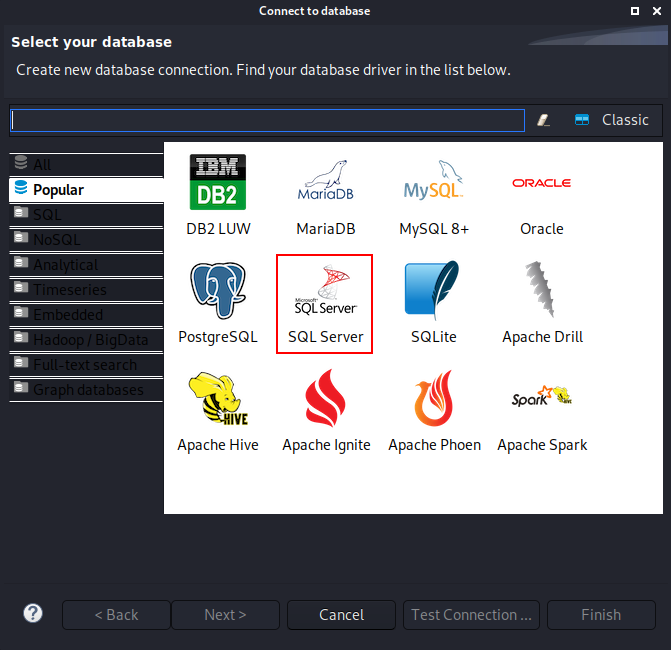 Connect to database
Select your database
Create new database connection. Find your database driver in the list below.
Classic
All
Popular
SQL
NoSQL
Analytical
Timeseries
Embedded
Hadoop / BigData
Full-text search
Graph databases
IBM
DB2
MariaDB
MySQL
ORACLE
DB2 LUW
MariaDB
MySQL 8+
Oracle
Microsoft
SQL Server
PostgreSQL
SQL Server
SQLite
Apache Drill
HIVE
Spark
Apache Hive
Apache Ignite
Apache Phoen
Apache Spark
?
< Back
Next >
Cancel
Test Connection ...
Finish